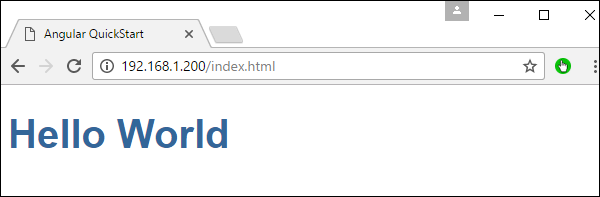 Angular QuickStart
192.168.1.200/index.html
Hello World